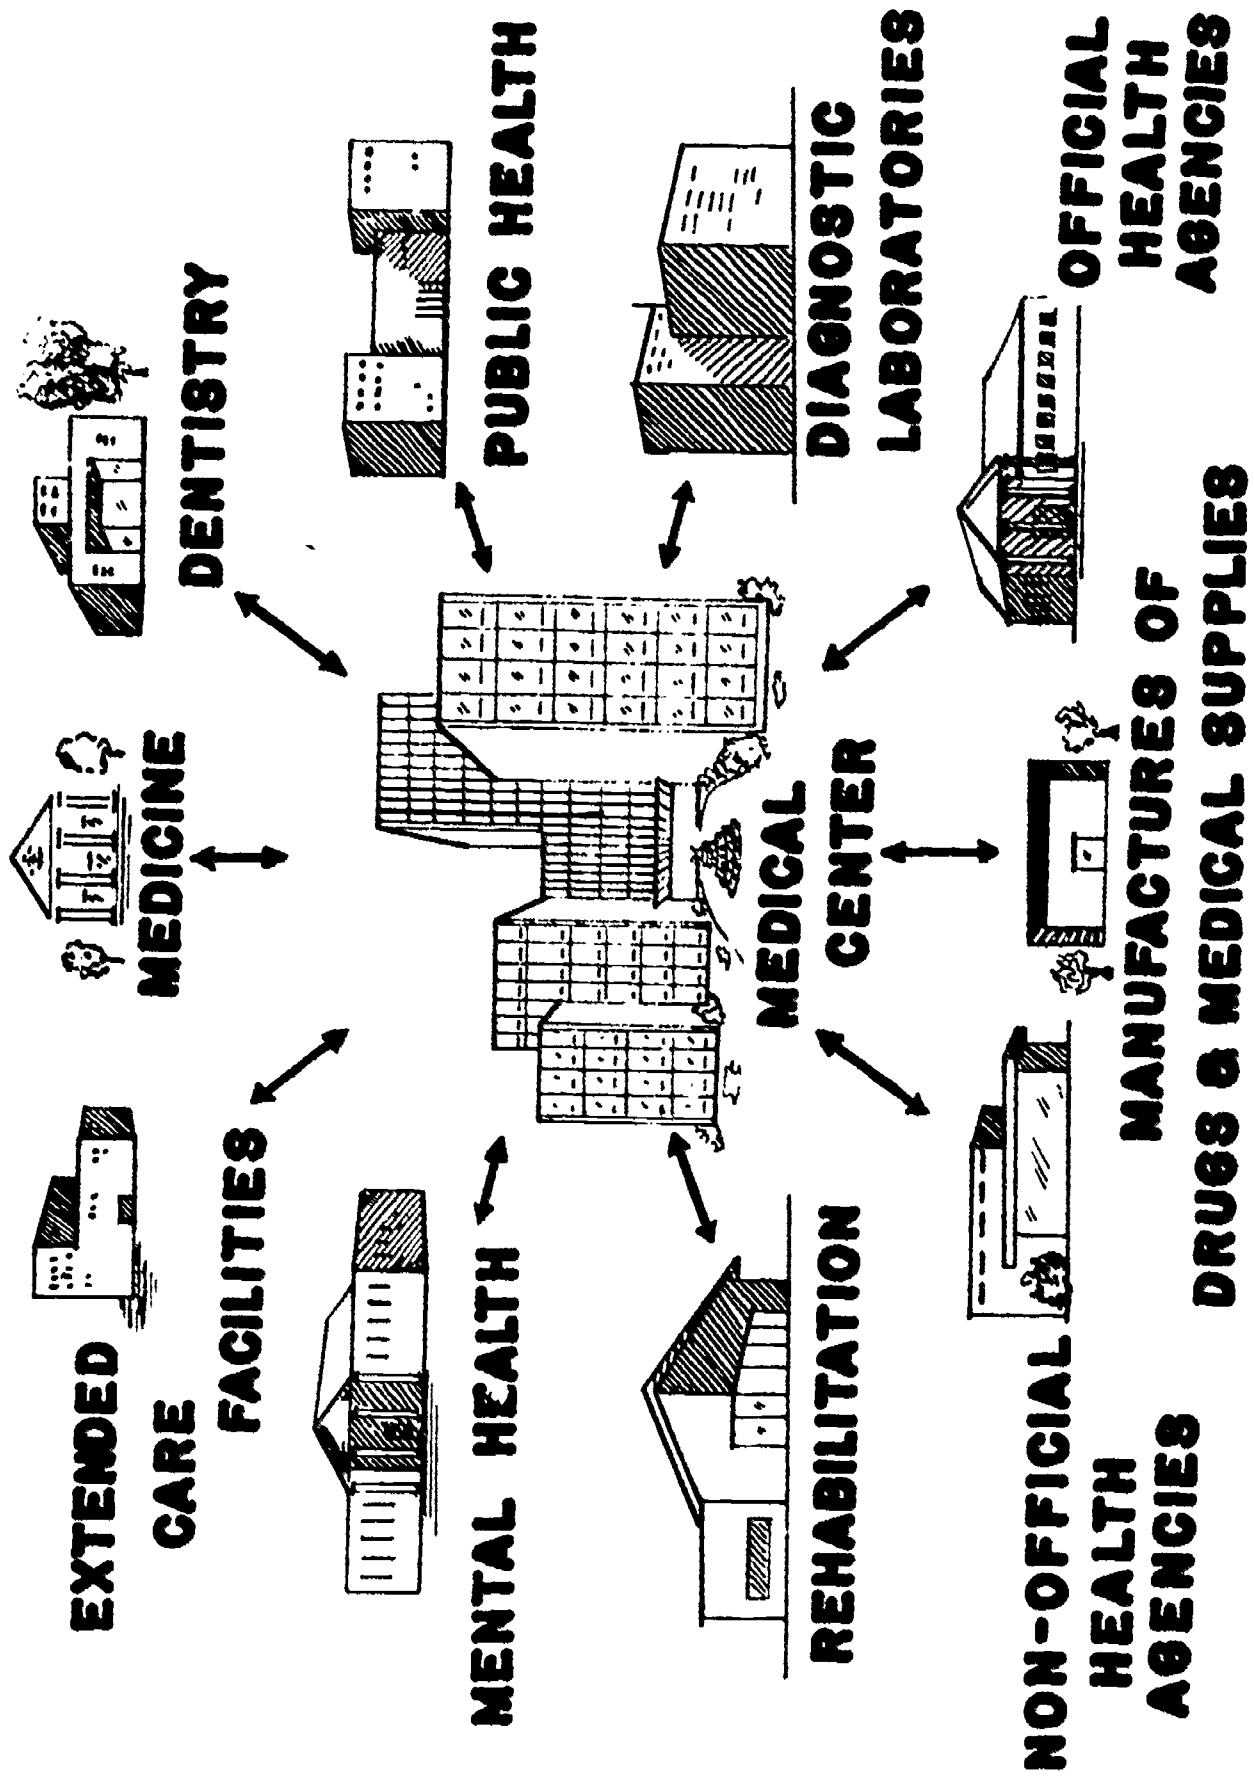 MEDICINE
EXTENDED
CARE
FACILITIES
DENTISTRY
MENTAL HEALTH
PUBLIC HEALTH
MEDICAL
CENTER
REHABILITATION
DIAGNOSTIC
LABORATORIES
NON-OFFICIAL
HEALTH
AGENCIES
MANUFACTURES OF
DRUGS & MEDICAL SUPPLIES
OFFICIAL
HEALTH
AGENCIES